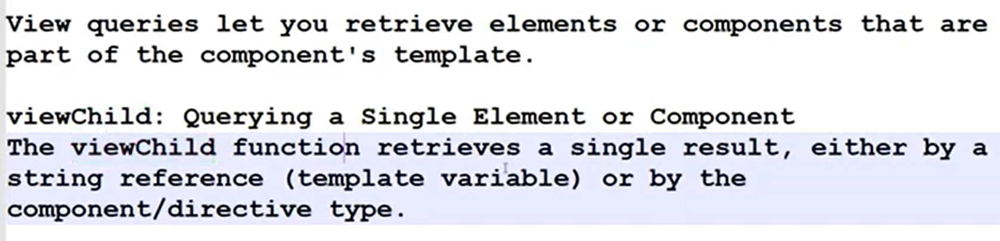 View queries let you retrieve elements or components that are
part of the component's template.
viewChild: Querying a Single Element or Component
The viewChild function retrieves a single result, either by a
string reference (template variable) or by the
component/directive type.